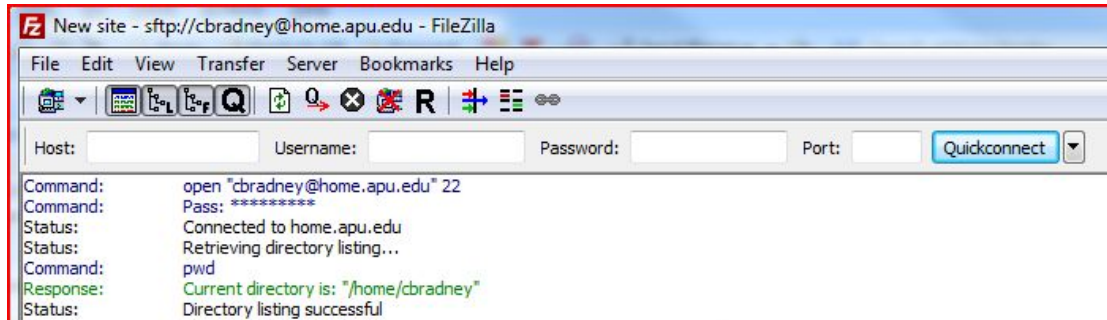 New site - sftp://cbradney@home.apu.edu - FileZilla
File Edit View Transfer Server Bookmarks Help
Host: Username: Password: Port: Quickconnect
Command: open "cbradney@home.apu.edu" 22
Command: Pass: *********
Status: Connected to home.apu.edu
Status: Retrieving directory listing...
Command: pwd
Response: Current directory is: "/home/cbradney"
Status: Directory listing successful